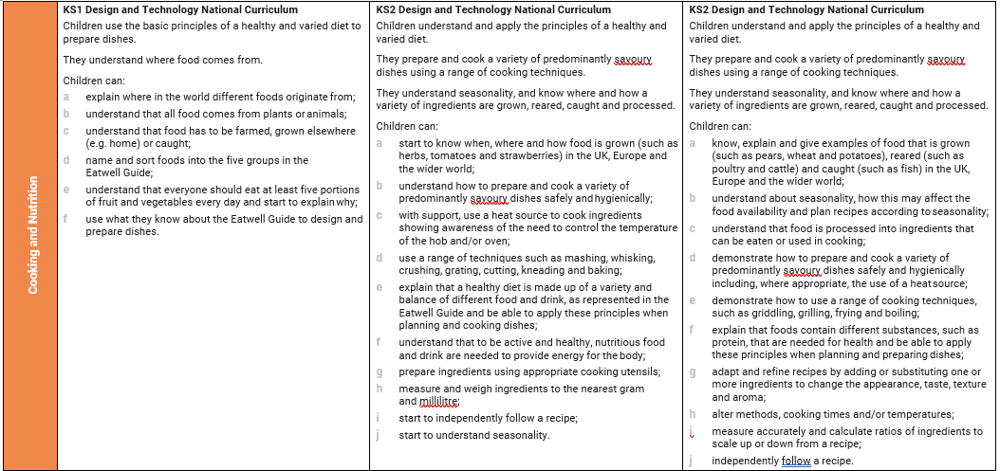 Cooking and Nutrition
KS1 Design and Technology National Curriculum
Children use the basic principles of a healthy and varied diet to
prepare dishes.
They understand where food comes from.
Children can:
a explain where in the world different foods originate from;
b understand that all food comes from plants or animals;
c understand that food has to be farmed, grown elsewhere
(e.g. home) or caught;
d name and sort foods into the five groups in the
Eatwell Guide;
e understand that everyone should eat at least five portions
of fruit and vegetables every day and start to explain why;
f use what they know about the Eatwell Guide to design and
prepare dishes.
KS2 Design and Technology National Curriculum
Children understand and apply the principles of a healthy and
varied diet.
They prepare and cook a variety of predominantly savoury
dishes using a range of cooking techniques.
They understand seasonality, and know where and how a
variety of ingredients are grown, reared, caught and processed.
Children can:
a start to know when, where and how food is grown (such as
herbs, tomatoes and strawberries) in the UK, Europe and
the wider world;
b understand how to prepare and cook a variety of
predominantly savoury dishes safely and hygienically;
c with support, use a heat source to cook ingredients
showing awareness of the need to control the temperature
of the hob and/or oven;
d use a range of techniques such as mashing, whisking,
crushing, grating, cutting, kneading and baking;
e explain that a healthy diet is made up of a variety and
balance of different food and drink, as represented in the
Eatwell Guide and be able to apply these principles when
planning and cooking dishes;
f understand that to be active and healthy, nutritious food
and drink are needed to provide energy for the body;
g prepare ingredients using appropriate cooking utensils;
h measure and weigh ingredients to the nearest gram
and millilitre;
i start to independently follow a recipe;
j start to understand seasonality.
KS2 Design and Technology National Curriculum
Children understand and apply the principles of a healthy and
varied diet.
They prepare and cook a variety of predominantly savoury
dishes using a range of cooking techniques.
They understand seasonality, and know where and how a
variety of ingredients are grown, reared, caught and processed.
Children can:
a know, explain and give examples of food that is grown
(such as pears, wheat and potatoes), reared (such as
poultry and cattle) and caught (such as fish) in the UK,
Europe and the wider world;
b understand about seasonality, how this may affect the
food availability and plan recipes according to seasonality;
c understand that food is processed into ingredients that
can be eaten or used in cooking;
d demonstrate how to prepare and cook a variety of
predominantly savoury dishes safely and hygienically
including, where appropriate, the use of a heat source;
e demonstrate how to use a range of cooking techniques,
such as griddling, grilling, frying and boiling;
f explain that foods contain different substances, such as
protein, that are needed for health and be able to apply
these principles when planning and preparing dishes;
g adapt and refine recipes by adding or substituting one or
more ingredients to change the appearance, taste, texture
and aroma;
h alter methods, cooking times and/or temperatures;
i measure accurately and calculate ratios of ingredients to
scale up or down from a recipe;
j independently follow a recipe.